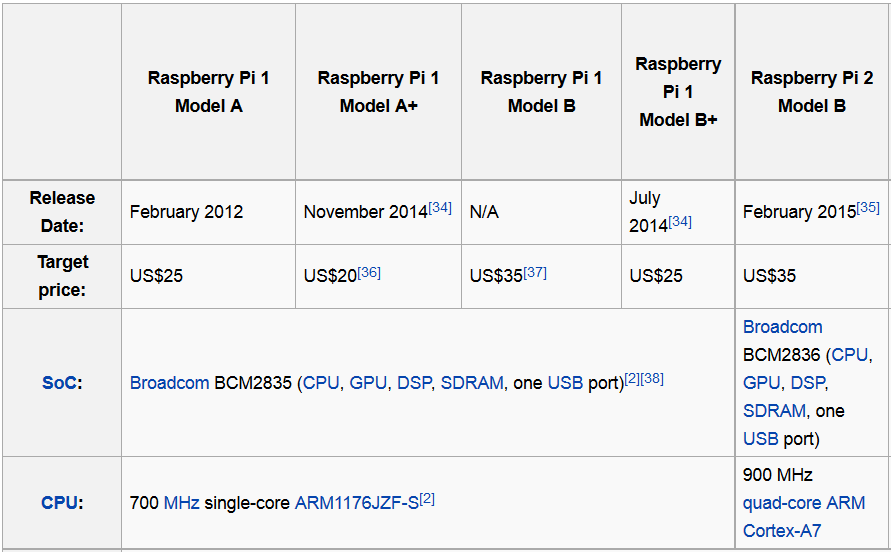 Raspberry Pi 1
Model A
Raspberry Pi 1
Model A+
Raspberry Pi 1
Model B
Raspberry
Pi 1
Model B+
Raspberry Pi 2
Model B
Release
Date:
February 2012
November 2014[34]
N/A
July
2014[34]
February 2015[35]
Target
price:
US$25
US$20[36]
US$35[37]
US$25
US$35
SoC:
Broadcom BCM2835 (CPU, GPU, DSP, SDRAM, one USB port)[2][38]
Broadcom
BCM2836 (CPU,
GPU, DSP,
SDRAM, one
USB port)
CPU:
700 MHz single-core ARM1176JZF-S[2]
900 MHz
quad-core ARM
Cortex-A7